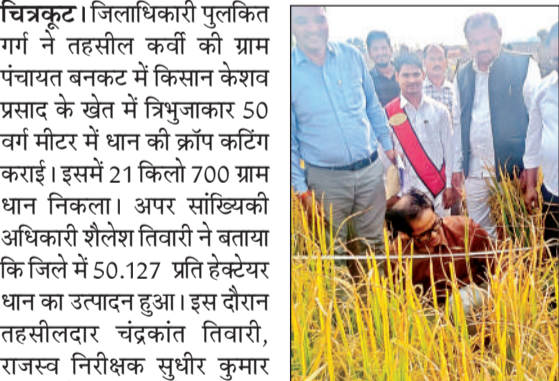 चित्रकूट। जिलाधिकारी पुलकित
गर्ग ने तहसील कर्वी की ग्राम
पंचायत बनकट में किसान केशव
प्रसाद के खेत में त्रिभुजाकार 50
वर्ग मीटर में धान की क्रॉप कटिंग
कराई। इसमें 21 किलो 700 ग्राम
धान निकला। अपर सांख्यिकी
अधिकारी शैलेश तिवारी ने बताया
कि जिले में 50.127 प्रति हेक्टेयर
धान का उत्पादन हुआ। इस दौरान
तहसीलदार चंद्रकांत तिवारी,
राजस्व निरीक्षक सुधीर कुमार